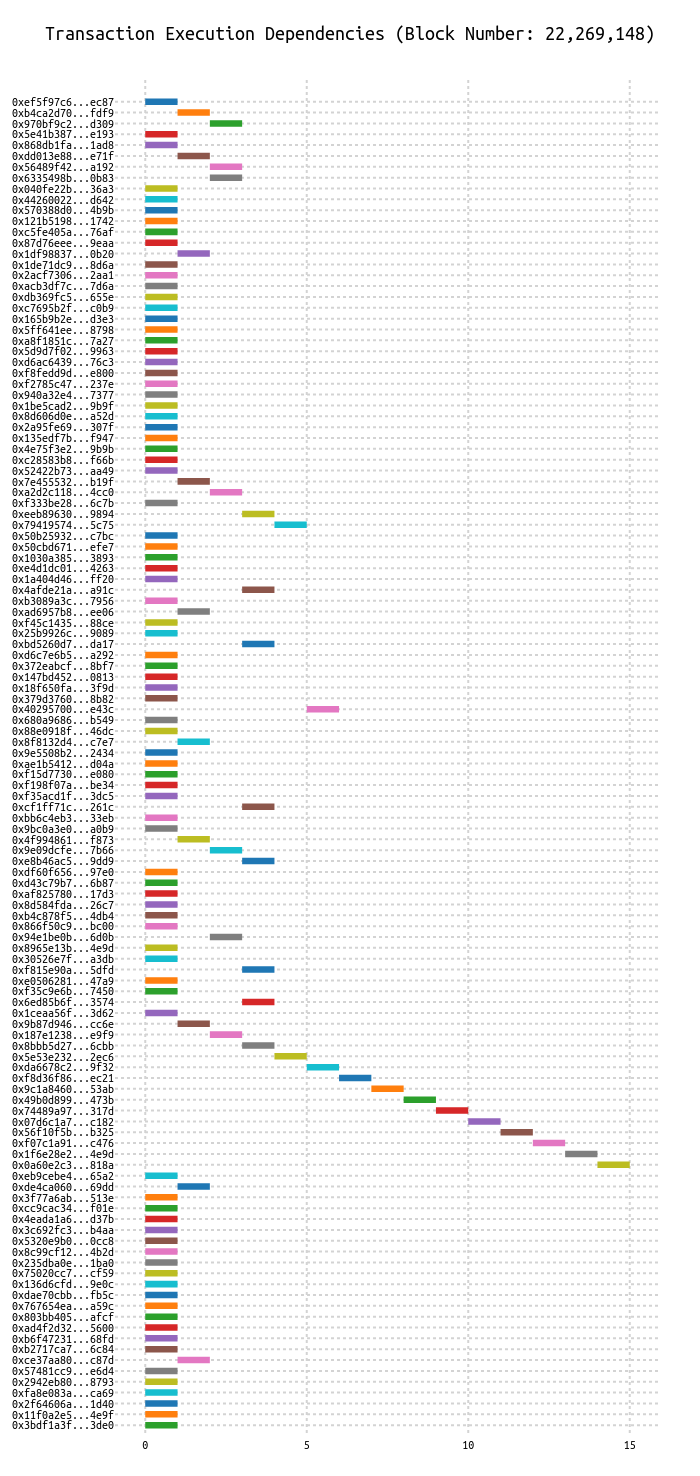 Transaction Execution Dependencies (Block Number: 22,269,148)
0xef5f97c6...ec87
0xb4ca2d70...fdf9
0x970bf9c2...d309
0x5e41b387...e193
0x868db1fa...1ad8
0xdd013e88...e71f
0x56489f42...a192
0x6335498b...0b83
0x040fe22b...36a3
0x44260022...d642
0x570388d0...4b9b
0x121b5198...1742
0xc5fe405a...76af
0x87d76eee...9eaa
0x1df98837...0b20
0x1de71dc9...8d6a
0x2acf7306...2aa1
0xacb3df7c...7d6a
0xdb369fc5...655e
0xc7695b2f...c0b9
0x165b9b2e...d3e3
0x5ff641ee...8798
0xa8f1851c...7a27
0x5d9d7f02...9963
0xd6ac6439...76c3
0xf8fedd9d...e800
0xf2785c47...237e
0x940a32e4...7377
0x1be5cad2...9b9f
0x8d606d0e...a52d
0x2a95fe69...307f
0x135edf7b...f947
0x4e75f3e2...9b9b
0xc28583b8...f66b
0x52422b73...aa49
0x7e455532...b19f
0xa2d2c118...4cc0
0xf333be28...6c7b
0xeeb89630...9894
0x79419574...5c75
0x50b25932...c7bc
0x50cbd671...efe7
0x1030a385...3893
0xe4d1dc01...4263
0x1a404d46...ff20
0x4afde21a...a91c
0xb3089a3c...7956
0xad6957b8...ee06
0xf45c1435...88ce
0x25b9926c...9089
0xbd5260d7...da17
0xd6c7e6b5...a292
0x372eabcf...8bf7
0x147bd452...0813
0x18f650fa...3f9d
0x379d3760...8b82
0x40295700...e43c
0x680a9686...b549
0x88e0918f...46dc
0x8f8132d4...c7e7
0x9e5508b2...2434
0xae1b5412...d04a
0xf15d7730...e080
0xf198f07a...be34
0xf35acd1f...3dc5
0xcf1ff71c...261c
0xbb6c4eb3...33eb
0x9bc0a3e0...a0b9
0x4f994861...f873
0x9e09dcfe...7b66
0xe8b46ac5...9dd9
0xdf60f656...97e0
0xd43c79b7...6b87
0xaf825780...17d3
0x8d584fda...26c7
0xb4c878f5...4db4
0x866f50c9...bc00
0x94e1be0b...6d0b
0x8965e13b...4e9d
0x30526e7f...a3db
0xf815e90a...5dfd
0xe0506281...47a9
0xf35c9e6b...7450
0x6ed85b6f...3574
0x1ceaa56f...3d62
0x9b87d946...cc6e
0x187e1238...e9f9
0x8bbb5d27...6cbb
0x5e53e232...2ec6
0xda6678c2...9f32
0xf8d36f86...ec21
0x9c1a8460...53ab
0x49b0d899...473b
0x74489a97...317d
0x07d6c1a7...c182
0x56f10f5b...b325
0xf07c1a91...c476
0x1f6e28e2...4e9d
0x0a60e2c3...818a
0xeb9cebe4...65a2
0xde4ca060...69dd
0x3f77a6ab...513e
0xcc9cac34...f01e
0x4eada1a6...d37b
0x3c692fc3...b4aa
0x5320e9b0...0cc8
0x8c99cf12...4b2d
0x235dba0e...1ba0
0x75020cc7...cf59
0x136d6cfd...9e0c
0xdae70cbb...fb5c
0x767654ea...a59c
0x803bb405...afcf
0xad4f2d32...5600
0xb6f47231...68fd
0xb2717ca7...6c84
0xce37aa80...c87d
0x57481cc9...e6d4
0x2942eb80...8793
0xfa8e083a...ca69
0x2f64606a...1d40
0x11f0a2e5...4e9f
0x3bdf1a3f...3de0
0 5 10 15